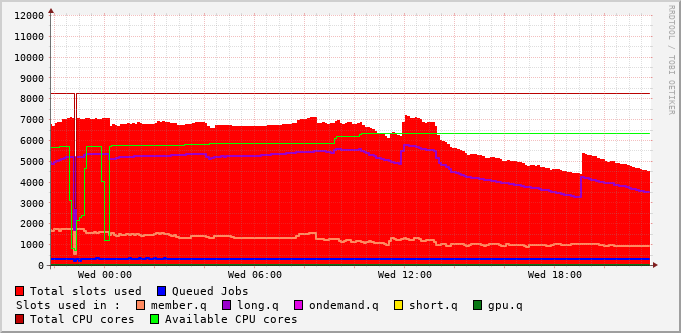 12000
11000
10000
9000
8000
7000
6000
5000
4000
3000
2000
1000
0
Wed 00:00 Wed 06:00 Wed 12:00 Wed 18:00
RRDTOOL / TOBI OETIKER
Total slots used Queued Jobs
Slots used in : member.q long.q ondemand.q short.q gpu.q
Total CPU cores Available CPU cores